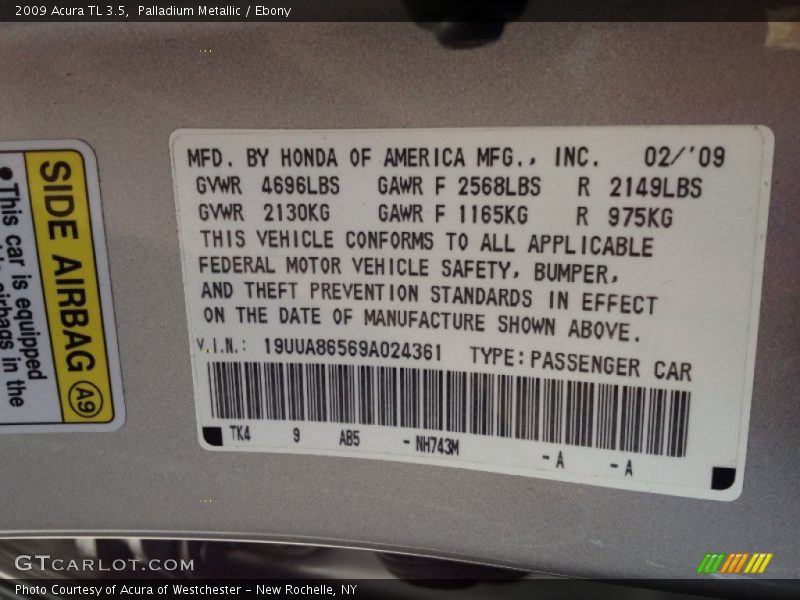 2009 Acura TL 3.5, Palladium Metallic / Ebony
MFD. BY HONDA OF AMERICA MFG., INC. 02/'09
GVWR 4696LBS GAWR F 2568LBS R 2149LBS
GVWR 2130KG GAWR F 1165KG R 975KG
THIS VEHICLE CONFORMS TO ALL APPLICABLE
FEDERAL MOTOR VEHICLE SAFETY, BUMPER,
AND THEFT PREVENTION STANDARDS IN EFFECT
ON THE DATE OF MANUFACTURE SHOWN ABOVE.
V.I.N.: 19UUA86569A024361 TYPE:PASSENGER CAR
TK4 9 AB5 -NH743M -A -A
SIDE AIRBAG A9
•This car is equipped
airbags in the
GTCARLOT.COM
Photo Courtesy of Acura of Westchester - New Rochelle, NY